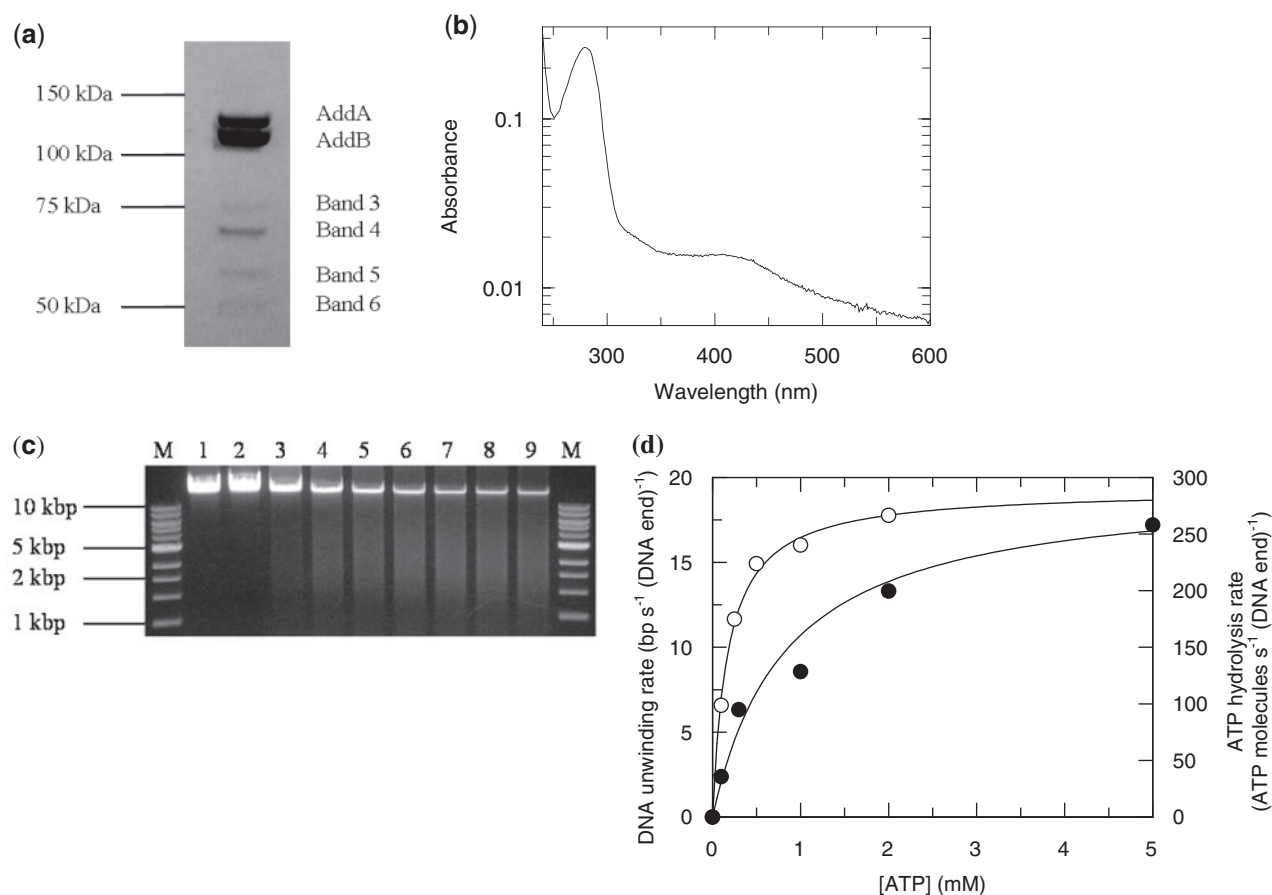 (a)
150 kDa
100 kDa
75 kDa
50 kDa
AddA
AddB
Band 3
Band 4
Band 5
Band 6
(b)
Absorbance
0.1
0.01
300 400 500 600
Wavelength (nm)
(c)
M 1 2 3 4 5 6 7 8 9 M
10 kbp
5 kbp
2 kbp
1 kbp
(d)
DNA unwinding rate (bp s⁻¹ (DNA end)⁻¹)
20
15
10
5
0
0 1 2 3 4 5
[ATP] (mM)
300
250
200
150
100
50
0
ATP hydrolysis rate
(ATP molecules s⁻¹ (DNA end)⁻¹)